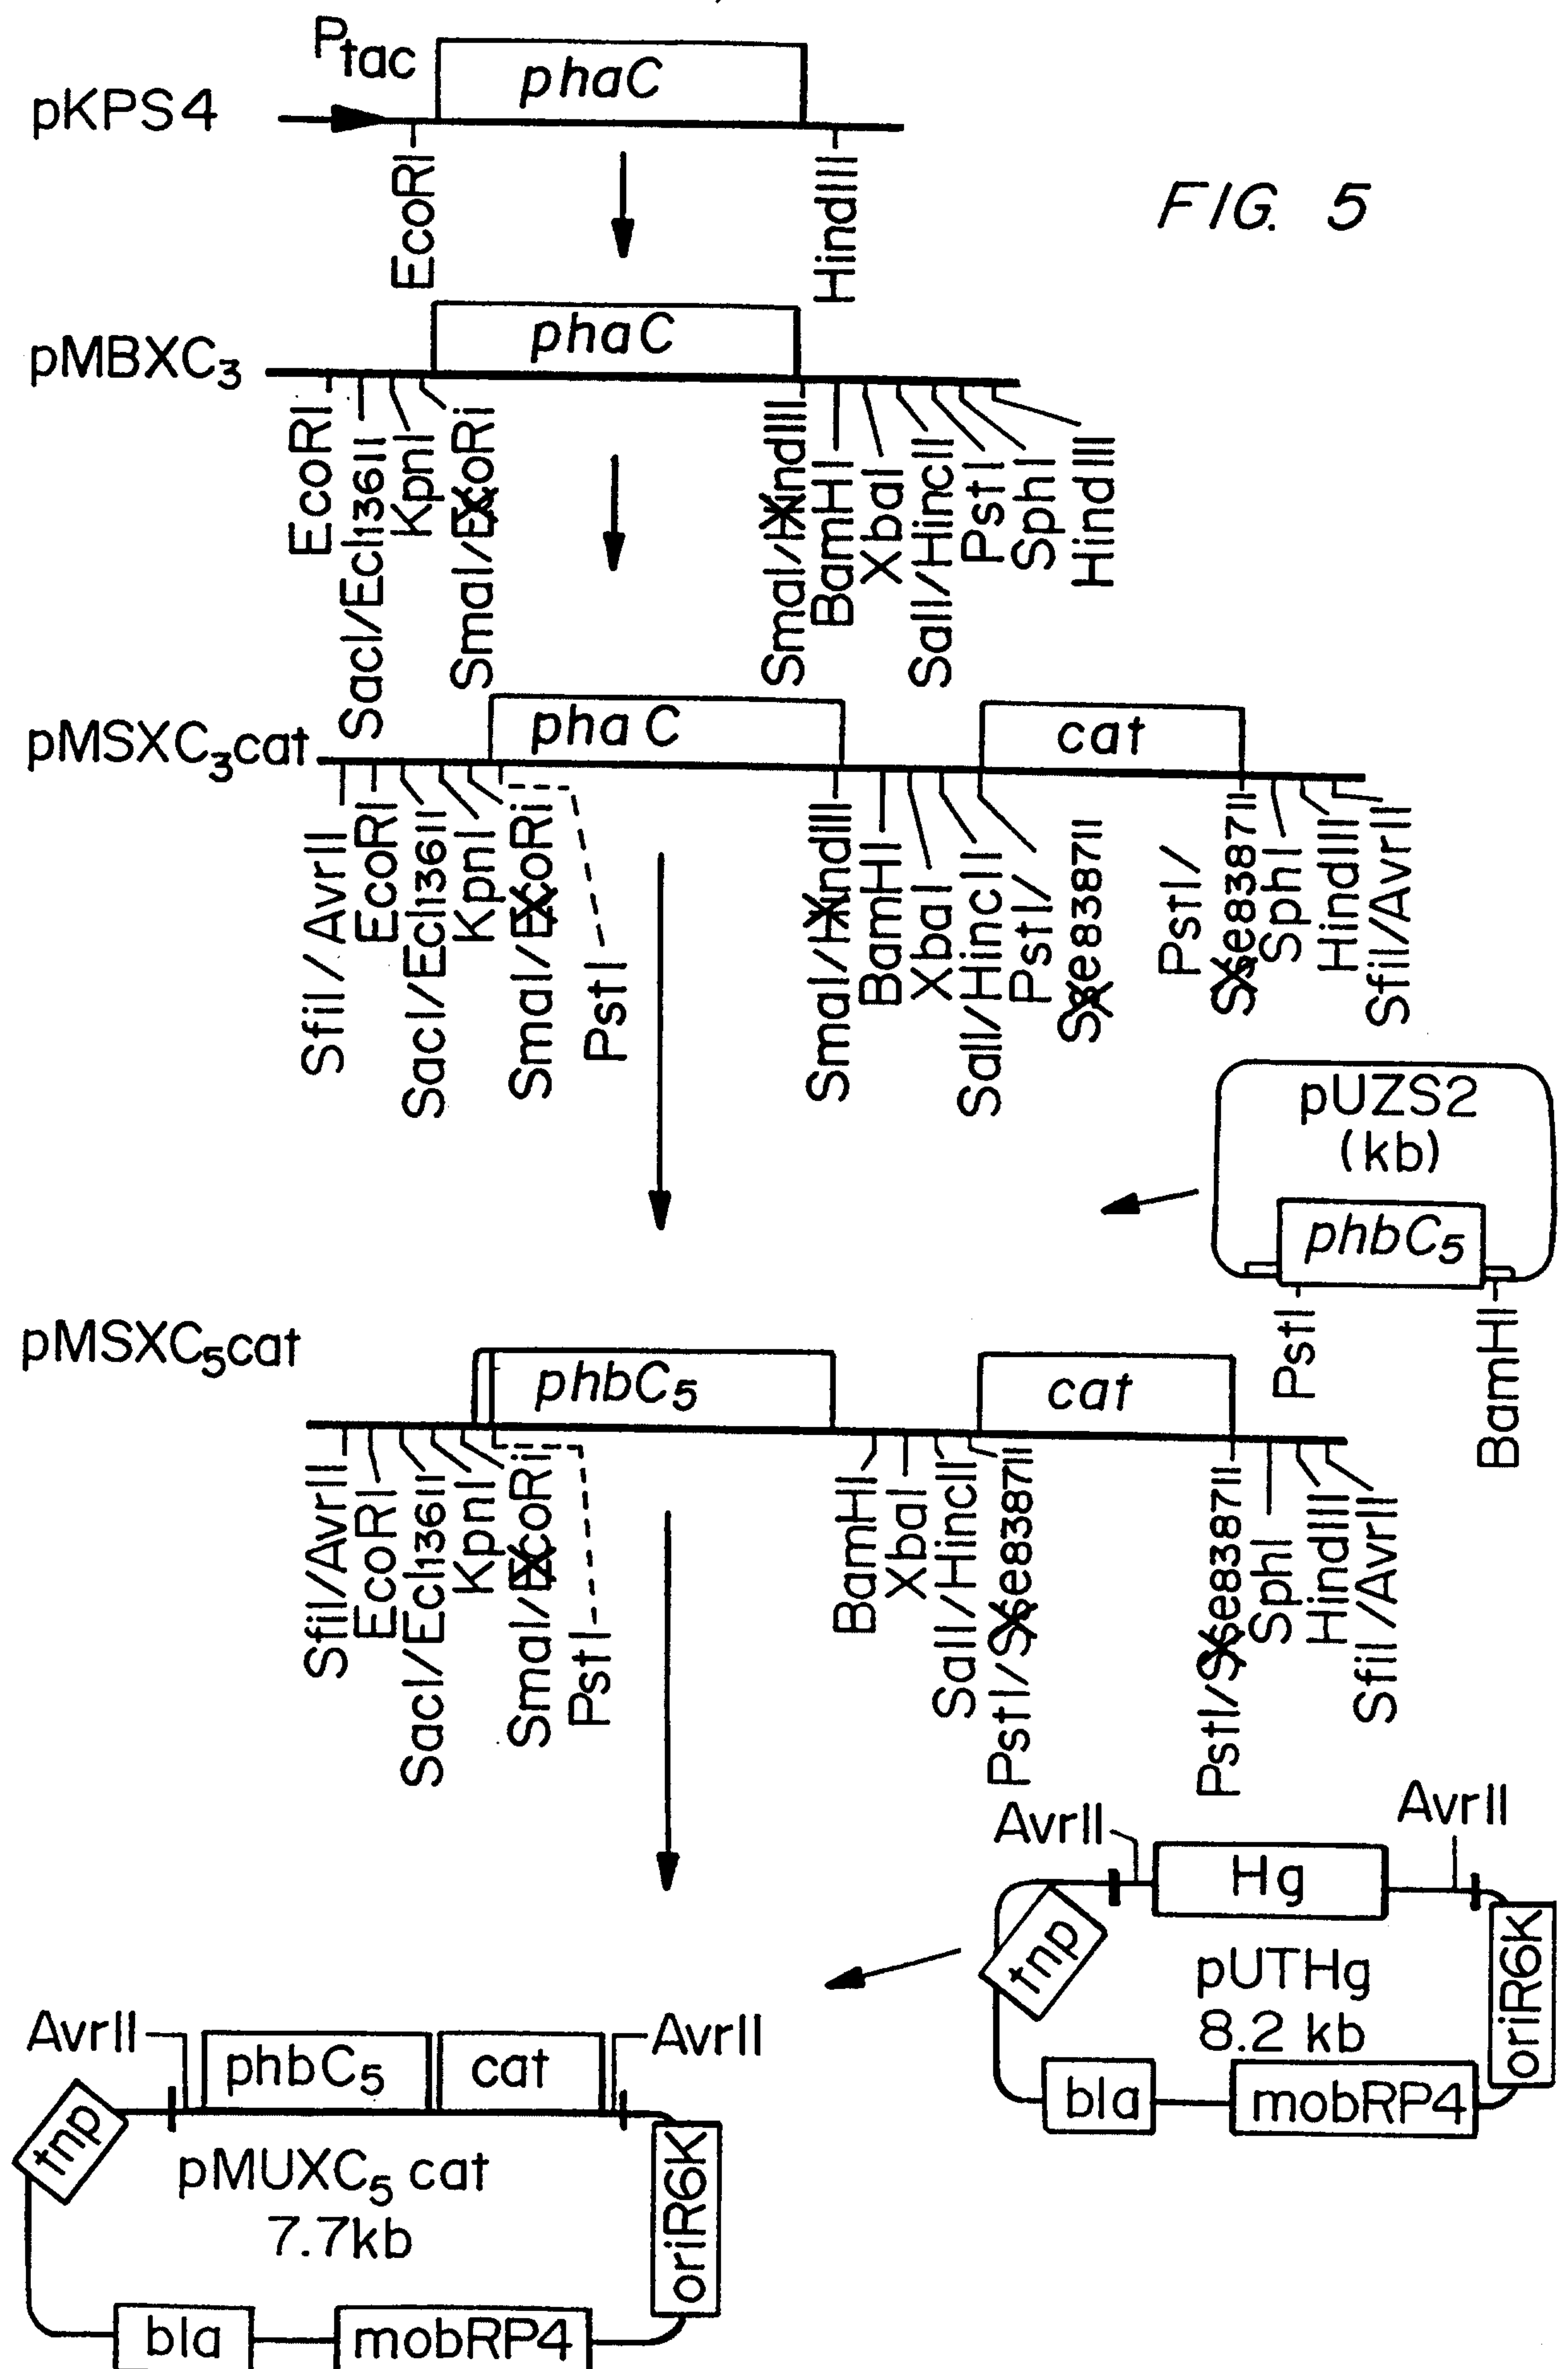 P tac
phaC
pKPS4
EcoRI
HindIII
FIG. 5
phaC
pMBXC3
EcoRI
SacI/Ecl136II
KpnI
SmaI/EcoRi
SmaI/HindIII
BamHI
XbaI
SalI/HincII
PstI
SphI
HindIII
phaC
cat
pMSXC3cat
SfiI/AvrII
EcoRI
SacI/Ecl136II
KpnI
SmaI/EcoRi
PstI
SmaI/HindIII
BamHI
XbaI
SalI/HincII
PstI/
Sse8387II
PstI/
Sse8387II
SphI
HindIII
SfiI/AvrII
pUZS2
(kb)
phbC5
PstI
BamHI
pMSXC5cat
phbC5
cat
SfiI/AvrII
EcoRI
SacI/Ecl136II
KpnI
SmaI/EcoRi
PstI
BamHI
XbaI
SalI/HincII
PstI/Sse8387II
PstI/Sse8387II
SphI
HindIII
SfiI/AvrII
AvrII
AvrII
Hg
tnp
pUTHg
8.2 kb
oriR6K
bla
mobRP4
AvrII
phbC5
cat
AvrII
tnp
pMUXC5 cat
7.7kb
oriR6K
bla
mobRP4